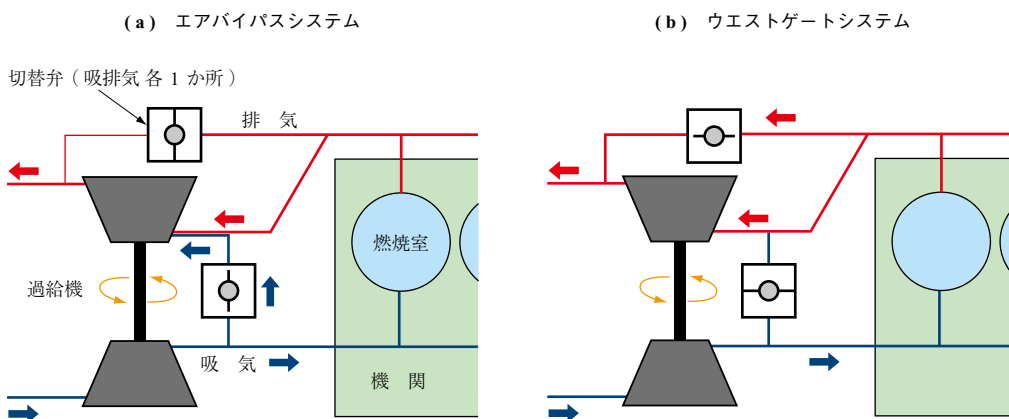 (a) エアバイパスシステム
(b) ウエストゲートシステム
切替弁（吸排気 各 1 か所）
排 気
燃焼室
過給機
吸 気
機 関